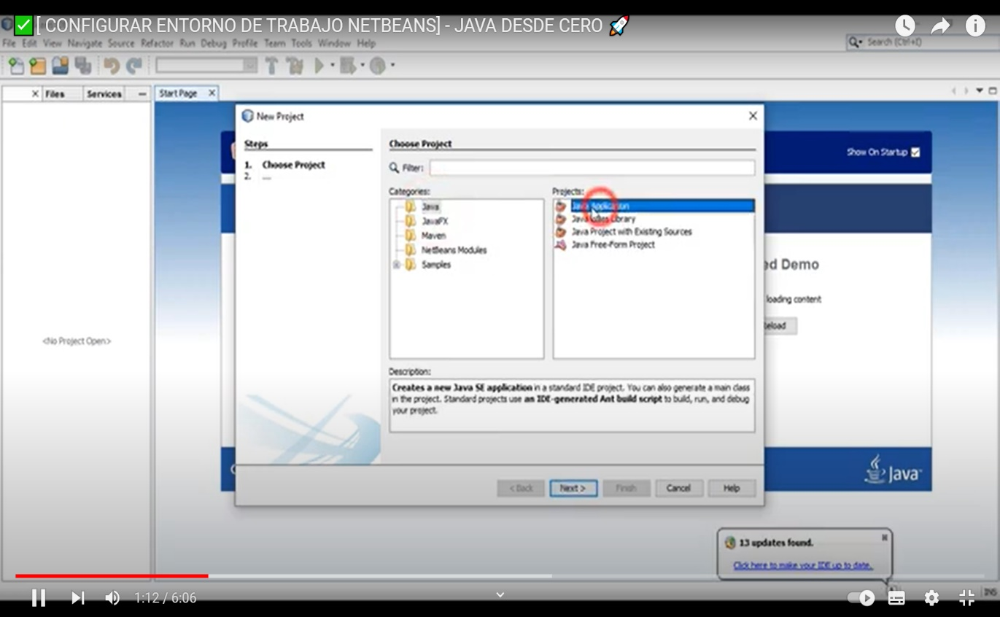 ✅[ CONFIGURAR ENTORNO DE TRABAJO NETBEANS] - JAVA DESDE CERO 🚀
File Edit View Navigate Source Refactor Run Debug Profile Team Tools Window Help
Search (Ctrl+I)
Files Services Start Page
New Project
Steps
1. Choose Project
2. ...
Choose Project
Filter:
Categories:
Java
JavaFX
Maven
NetBeans Modules
Samples
Projects:
Java Application
Java Class Library
Java Project with Existing Sources
Java Free-Form Project
Description:
Creates a new Java SE application in a standard IDE project. You can also generate a main class
in the project. Standard projects use an IDE-generated Ant build script to build, run, and debug
your project.
< Back Next > Finish Cancel Help
Show On Startup
ed Demo
loading content
eload
<No Project Open>
Java
13 updates found.
Click here to make your IDE up to date.
INS
1:12 / 6:06